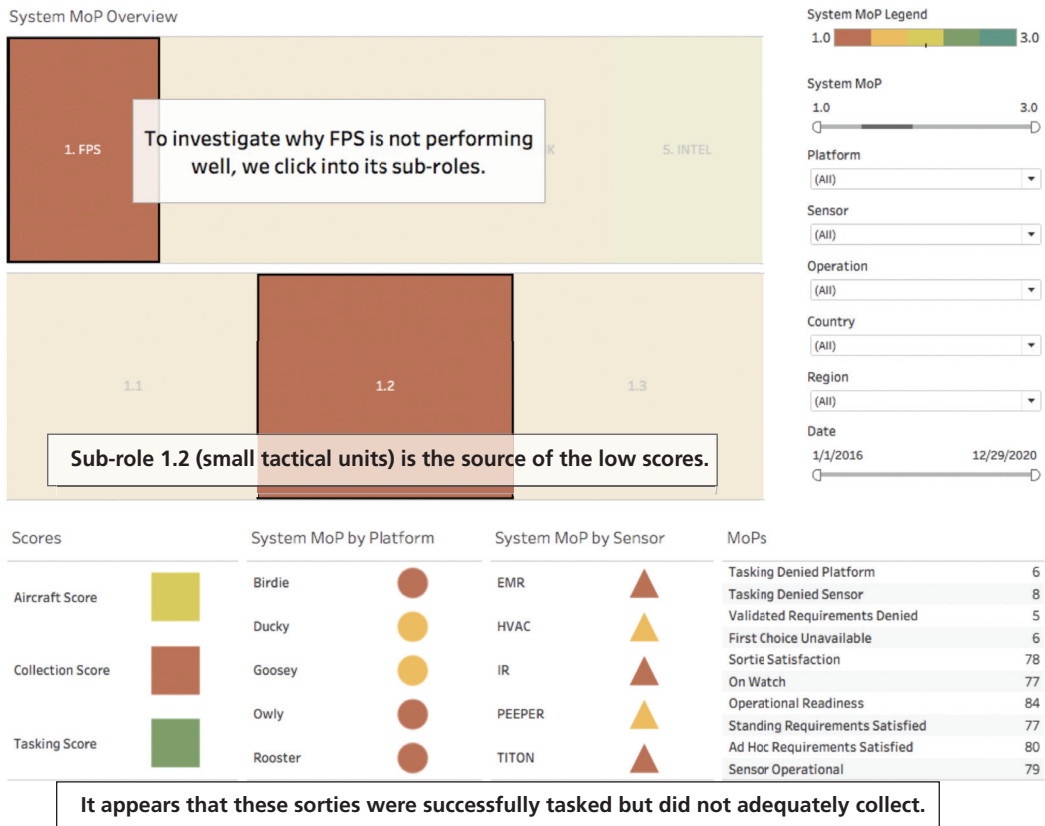 System MoP Overview
1. FPS
To investigate why FPS is not performing
well, we click into its sub-roles.
5. INTEL
1.1
1.2
1.3
Sub-role 1.2 (small tactical units) is the source of the low scores.
System MoP Legend
1.0 3.0
System MoP
1.0 3.0
Platform
(All)
Sensor
(All)
Operation
(All)
Country
(All)
Region
(All)
Date
1/1/2016 12/29/2020
Scores
Aircraft Score
Collection Score
Tasking Score
System MoP by Platform
Birdie
Ducky
Goosey
Owly
Rooster
System MoP by Sensor
EMR
HVAC
IR
PEEPER
TITON
MoPs
Tasking Denied Platform 6
Tasking Denied Sensor 8
Validated Requirements Denied 5
First Choice Unavailable 6
Sortie Satisfaction 78
On Watch 77
Operational Readiness 84
Standing Requirements Satisfied 77
Ad Hoc Requirements Satisfied 80
Sensor Operational 79
It appears that these sorties were successfully tasked but did not adequately collect.